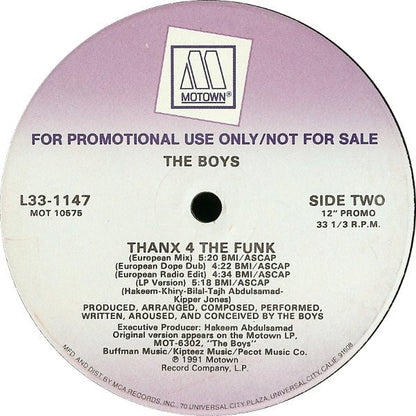 MOTOWN®
FOR PROMOTIONAL USE ONLY/NOT FOR SALE
THE BOYS
L33-1147
MOT 10575
SIDE TWO
12" PROMO
33 1/3 R.P.M.
THANX 4 THE FUNK
(European Mix) 5:20 BMI/ASCAP
(European Dope Dub) 4:22 BMI/ASCAP
(European Radio Edit) 4:34 BMI/ASCAP
(LP Version) 5:18 BMI/ASCAP
(Hakeem-Khiry-Bilal-Tajh Abdulsamad-
Kipper Jones)
PRODUCED, ARRANGED, COMPOSED, PERFORMED,
WRITTEN, AROUSED, AND CONCEIVED BY THE BOYS
Executive Producer: Hakeem Abdulsamad
Original version appears on the Motown LP,
MOT-6302, "The Boys"
Buffman Music/Kipteez Music/Pecot Music Co.
℗ 1991 Motown
Record Company, L.P.
MFD AND DIST. BY MCA RECORDS, INC. 70 UNIVERSAL CITY PLAZA, UNIVERSAL CITY, CALIF. 91608